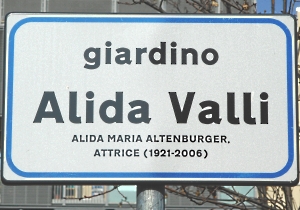 giardino
Alida Valli
ALIDA MARIA ALTENBURGER,
ATTRICE (1921-2006)